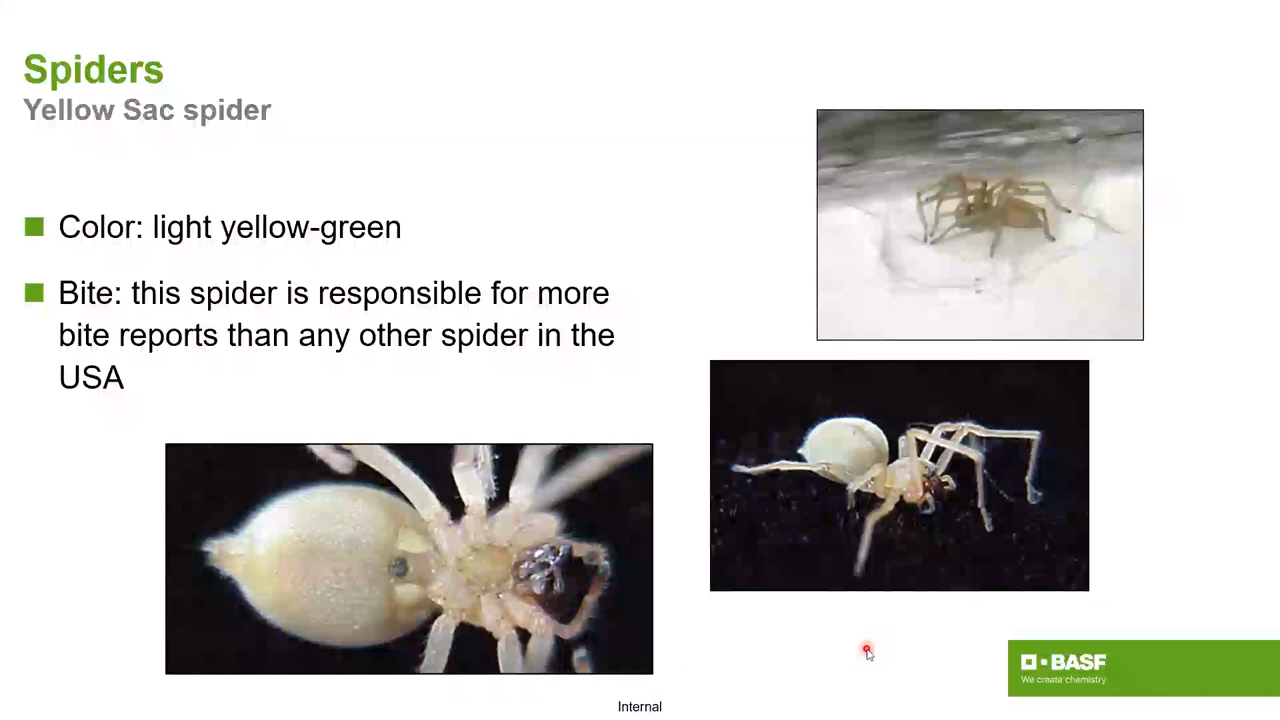 Spiders
Yellow Sac spider
Color: light yellow-green
Bite: this spider is responsible for more
bite reports than any other spider in the
USA
BASF
We create chemistry
Internal